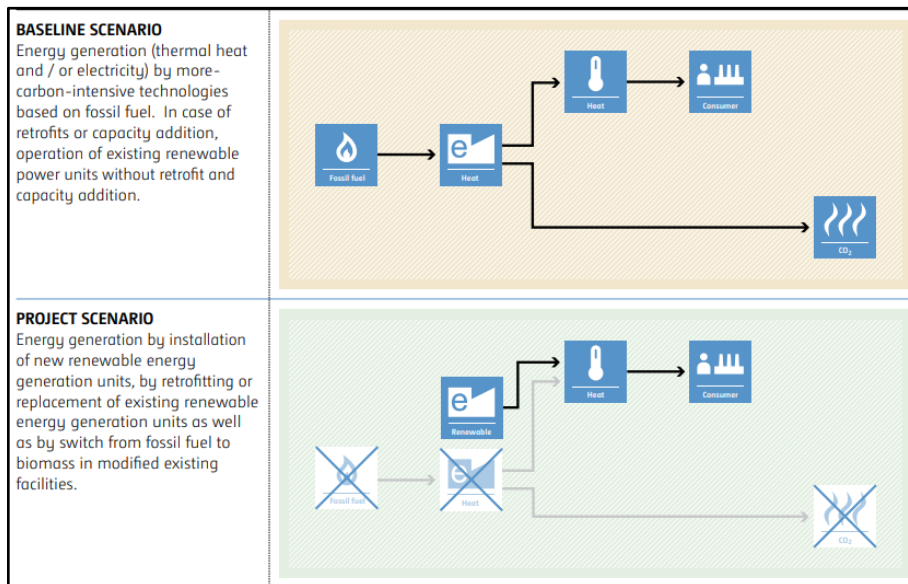 BASELINE SCENARIO
Energy generation (thermal heat
and / or electricity) by more-
carbon-intensive technologies
based on fossil fuel.  In case of
retrofits or capacity addition,
operation of existing renewable
power units without retrofit and
capacity addition.
Heat
Consumer
Fossil fuel
e
Heat
CO₂
PROJECT SCENARIO
Energy generation by installation
of new renewable energy
generation units, by retrofitting or
replacement of existing renewable
energy generation units as well
as by switch from fossil fuel to
biomass in modified existing
facilities.
Heat
Consumer
e
Renewable
Fossil fuel
e
Heat
CO₂